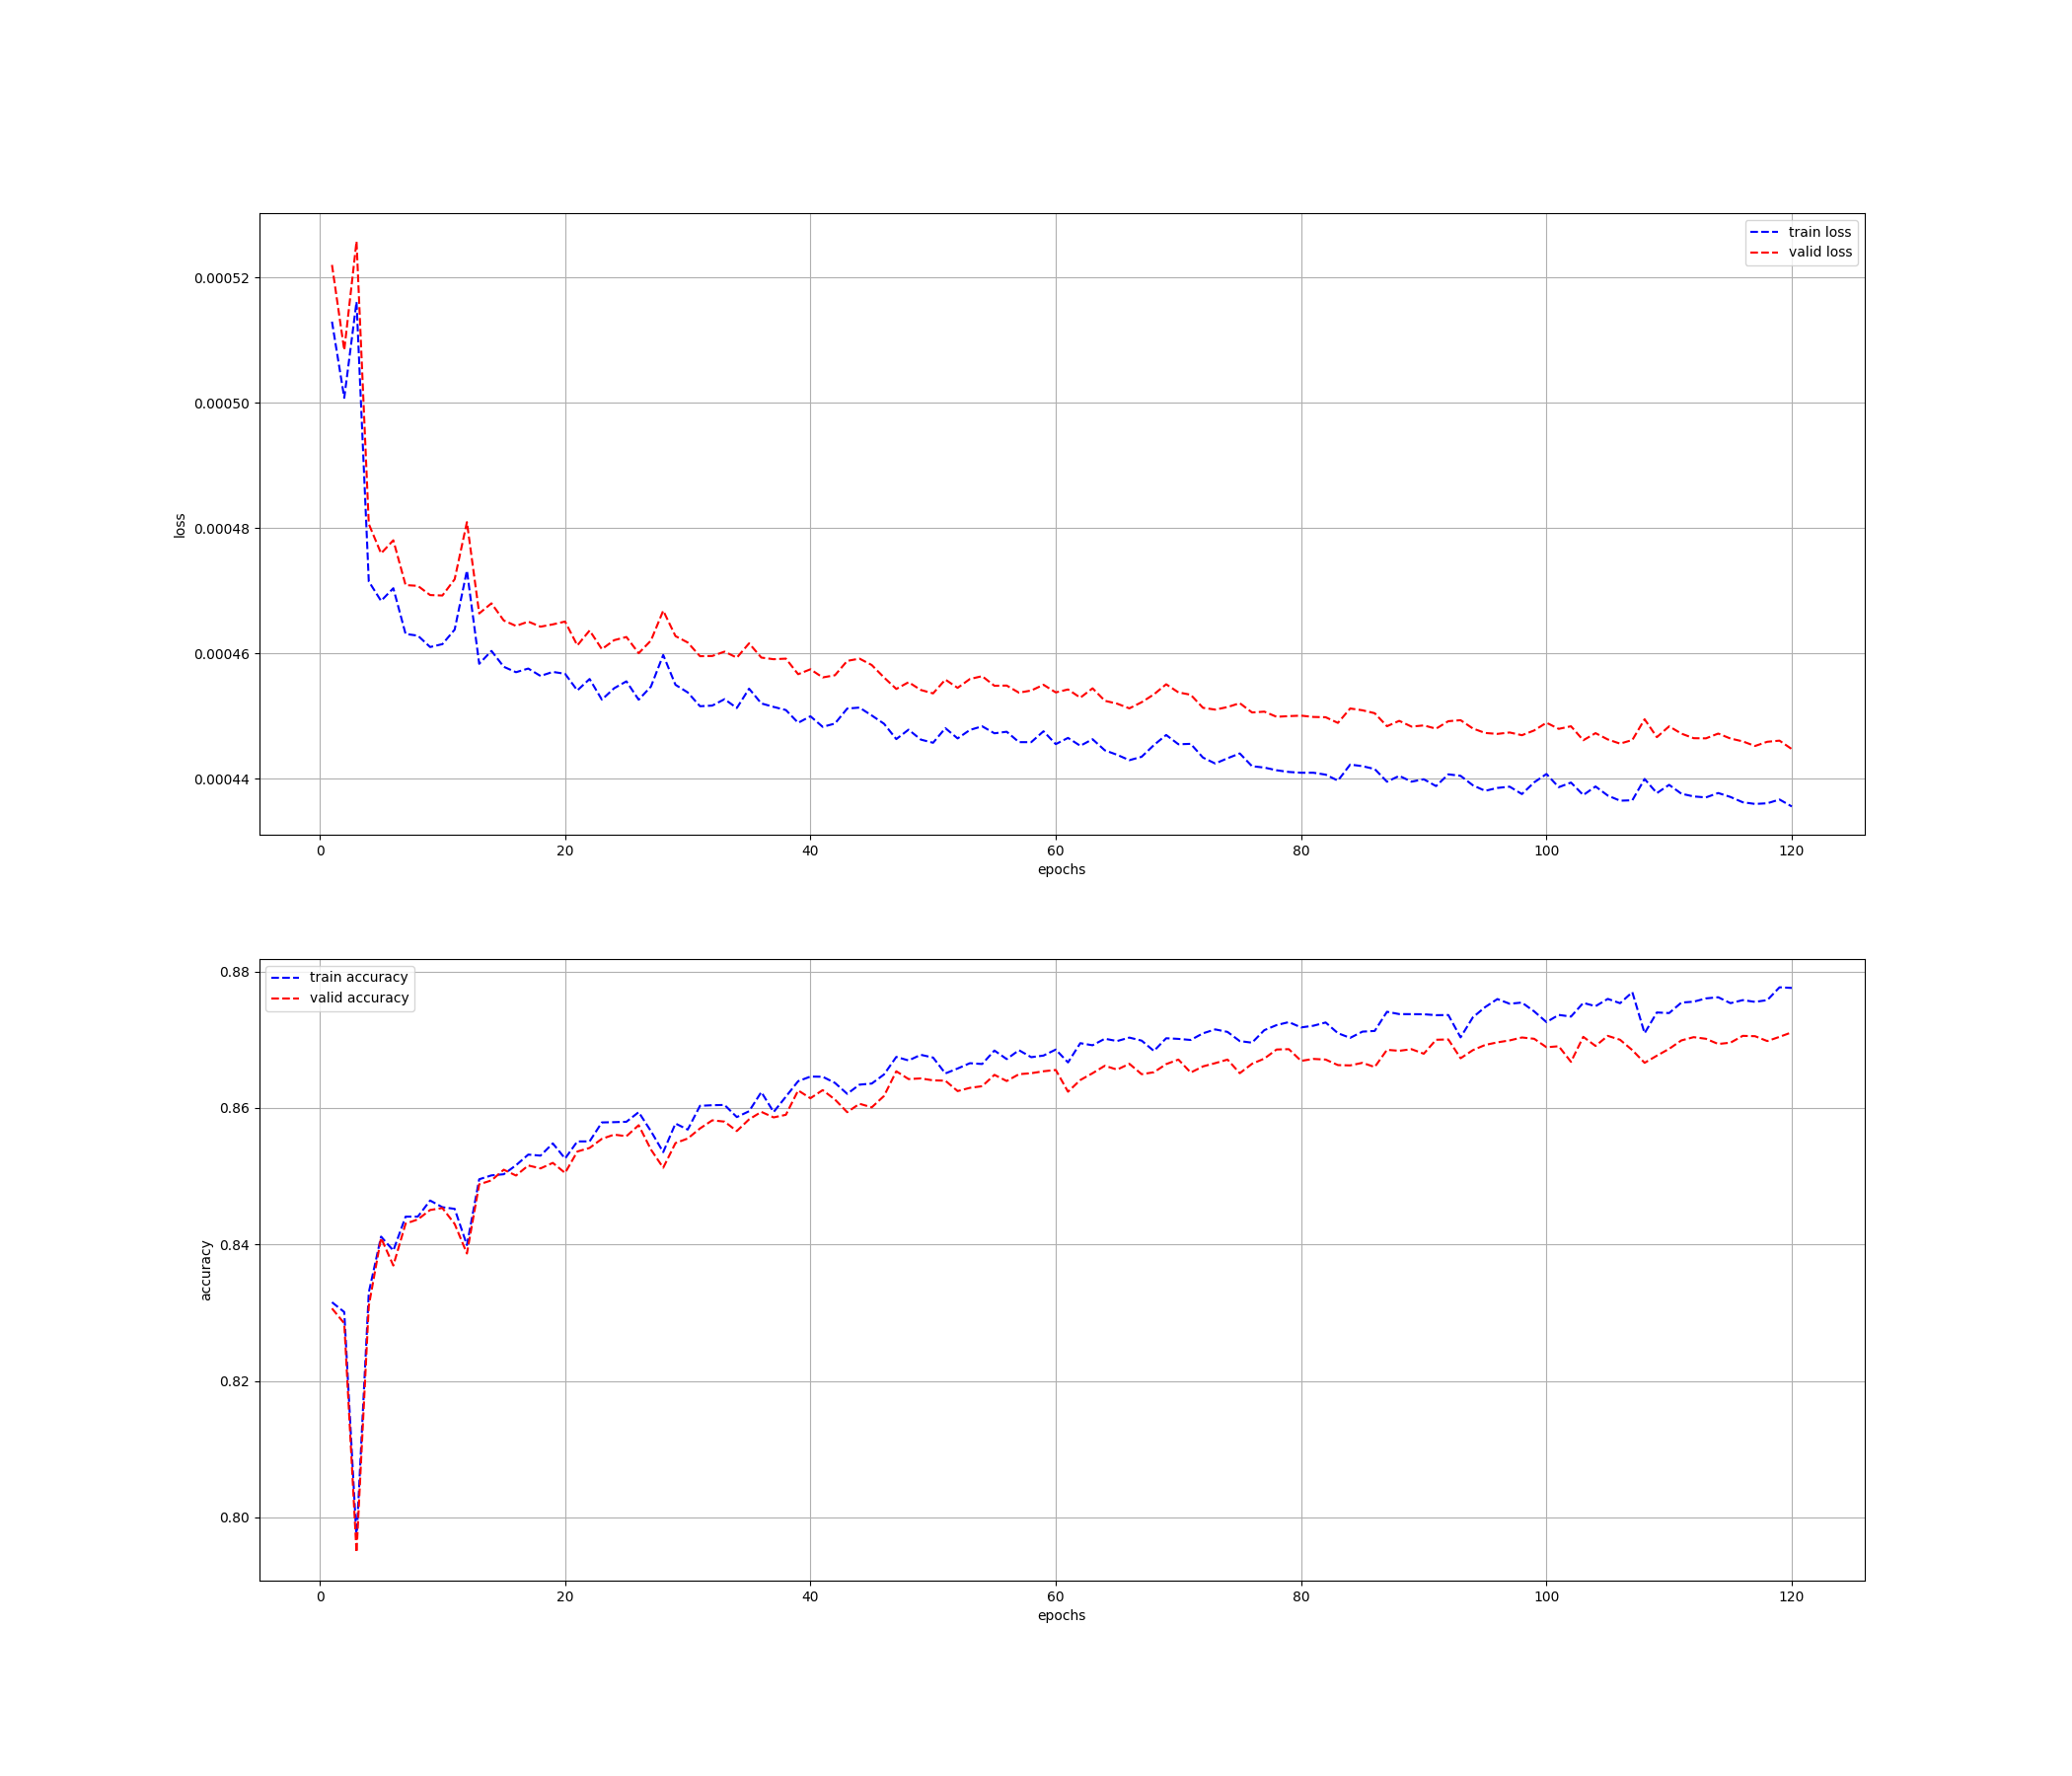 train loss
valid loss
0.00052
0.00050
0.00048
0.00046
0.00044
loss
0 20 40 60 80 100 120
epochs
train accuracy
valid accuracy
0.88
0.86
0.84
0.82
0.80
accuracy
0 20 40 60 80 100 120
epochs